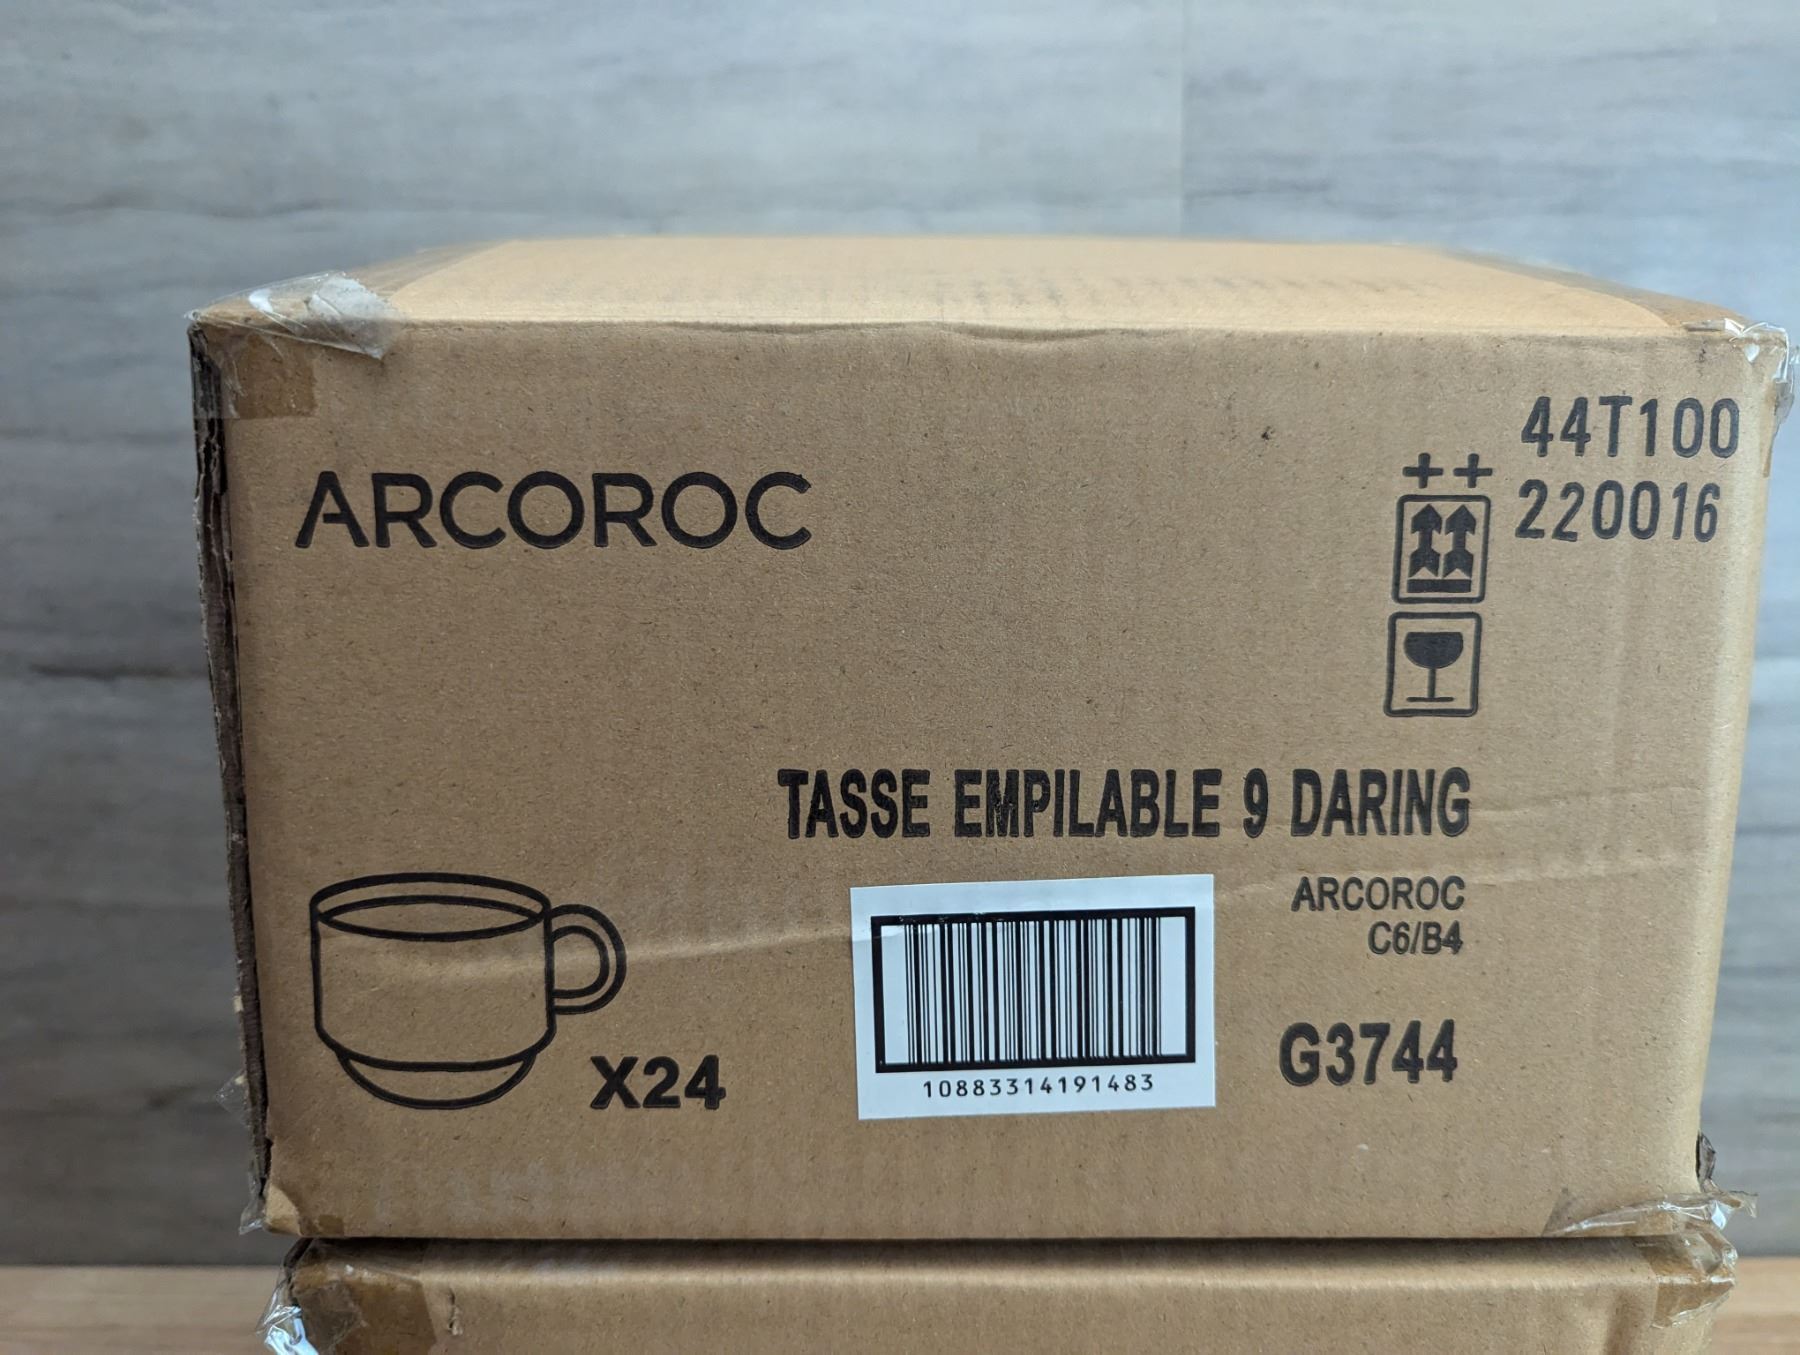 44T100
ARCOROC
220016
TASSE EMPILABLE 9 DARING
ARCOROC
C6/B4
X24
10883314191483
G3744